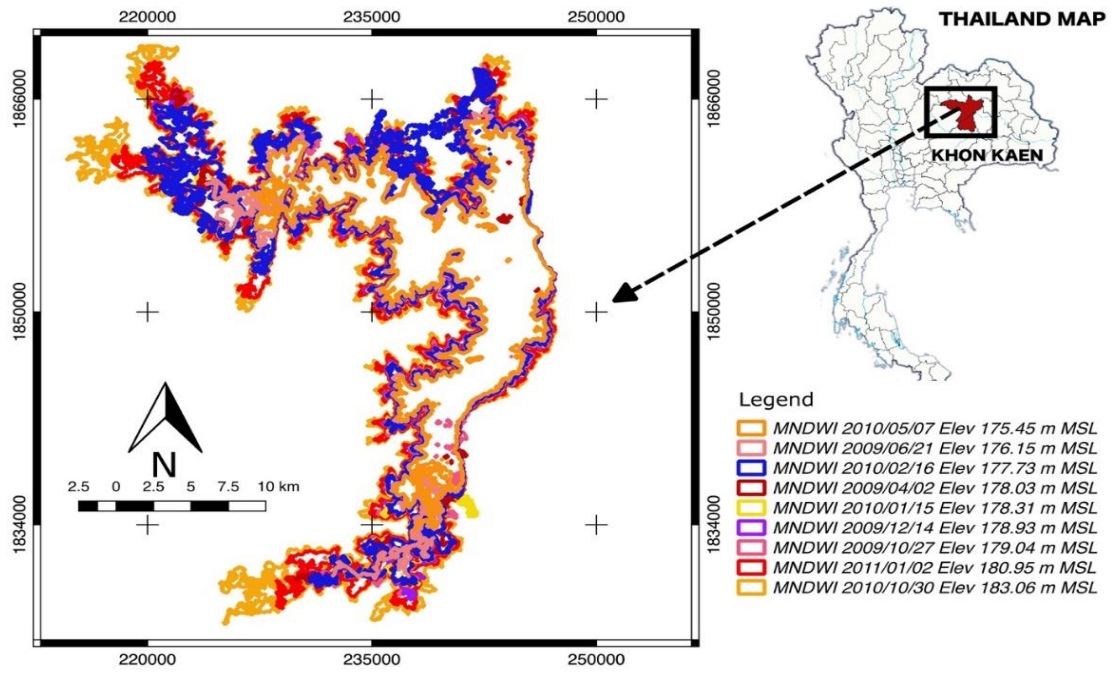 220000 235000 250000
THAILAND MAP
1866000 1866000
KHON KAEN
1850000 1850000
Legend
MNDWI 2010/05/07 Elev 175.45 m MSL
MNDWI 2009/06/21 Elev 176.15 m MSL
MNDWI 2010/02/16 Elev 177.73 m MSL
MNDWI 2009/04/02 Elev 178.03 m MSL
MNDWI 2010/01/15 Elev 178.31 m MSL
MNDWI 2009/12/14 Elev 178.93 m MSL
MNDWI 2009/10/27 Elev 179.04 m MSL
MNDWI 2011/01/02 Elev 180.95 m MSL
MNDWI 2010/10/30 Elev 183.06 m MSL
N
2.5 0 2.5 5 7.5 10 km
1834000 1834000
220000 235000 250000